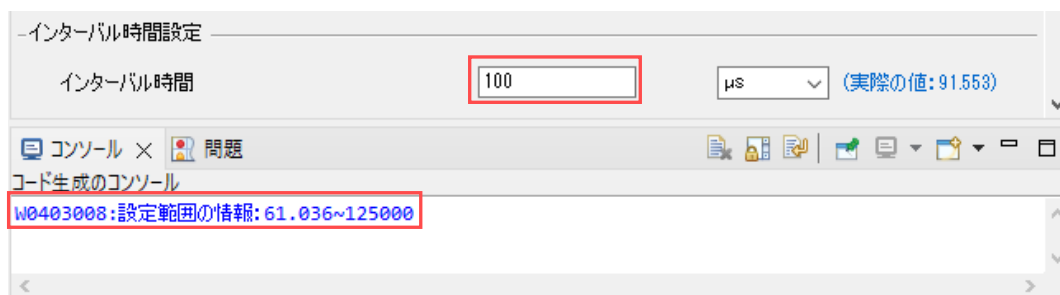 インターバル時間設定
インターバル時間 100 μs (実際の値:91.553)
コンソール 問題
コード生成のコンソール
W0403008:設定範囲の情報:61.036~125000